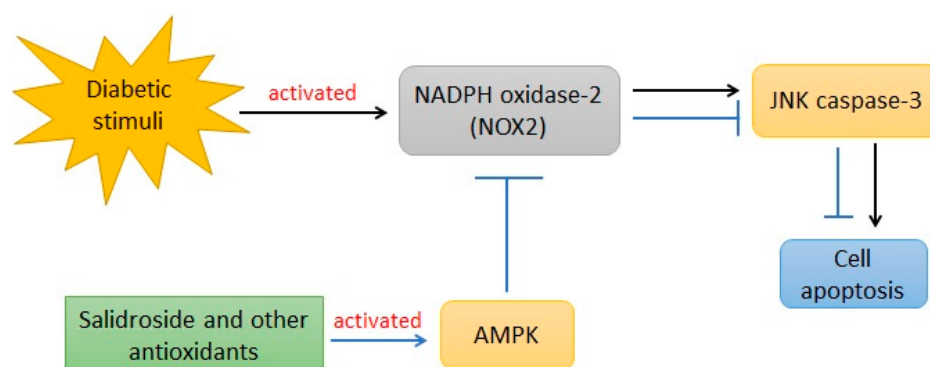 Diabetic
stimuli
activated
NADPH oxidase-2
(NOX2)
JNK caspase-3
Cell
apoptosis
Salidroside and other
antioxidants
activated
AMPK